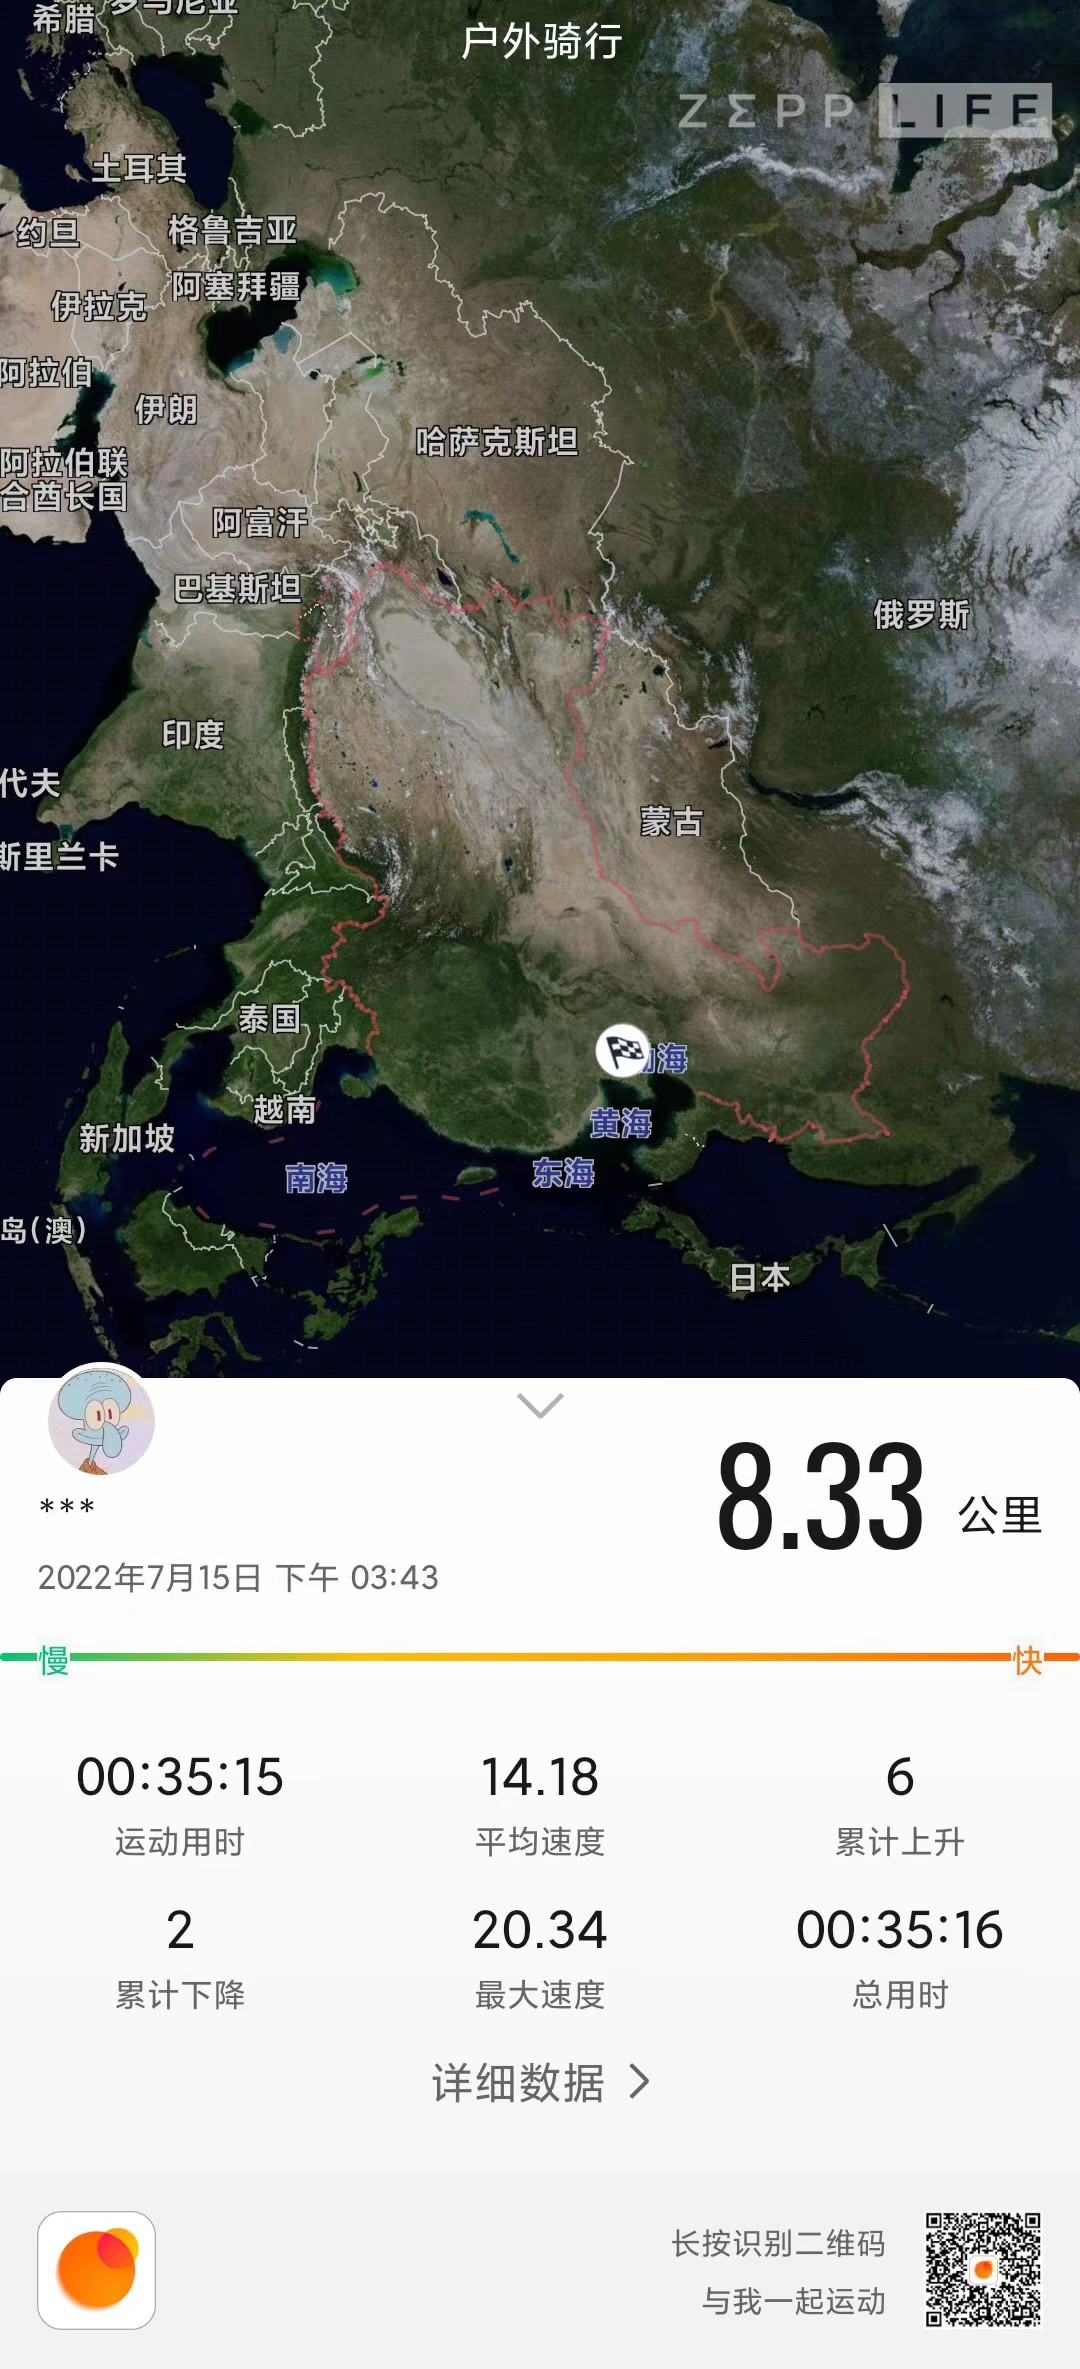 希腊
罗马尼亚
户外骑行
ZEPP LIFE
土耳其
约旦
格鲁吉亚
阿塞拜疆
伊拉克
阿拉伯
伊朗
哈萨克斯坦
阿拉伯联
合酋长国
阿富汗
巴基斯坦
俄罗斯
印度
代夫
蒙古
斯里兰卡
泰国
海
越南
黄海
新加坡
东海
南海
岛(澳)
日本
***
8.33 公里
2022年7月15日 下午 03:43
慢
快
00:35:15
14.18
6
运动用时
平均速度
累计上升
2
20.34
00:35:16
累计下降
最大速度
总用时
详细数据
长按识别二维码
与我一起运动